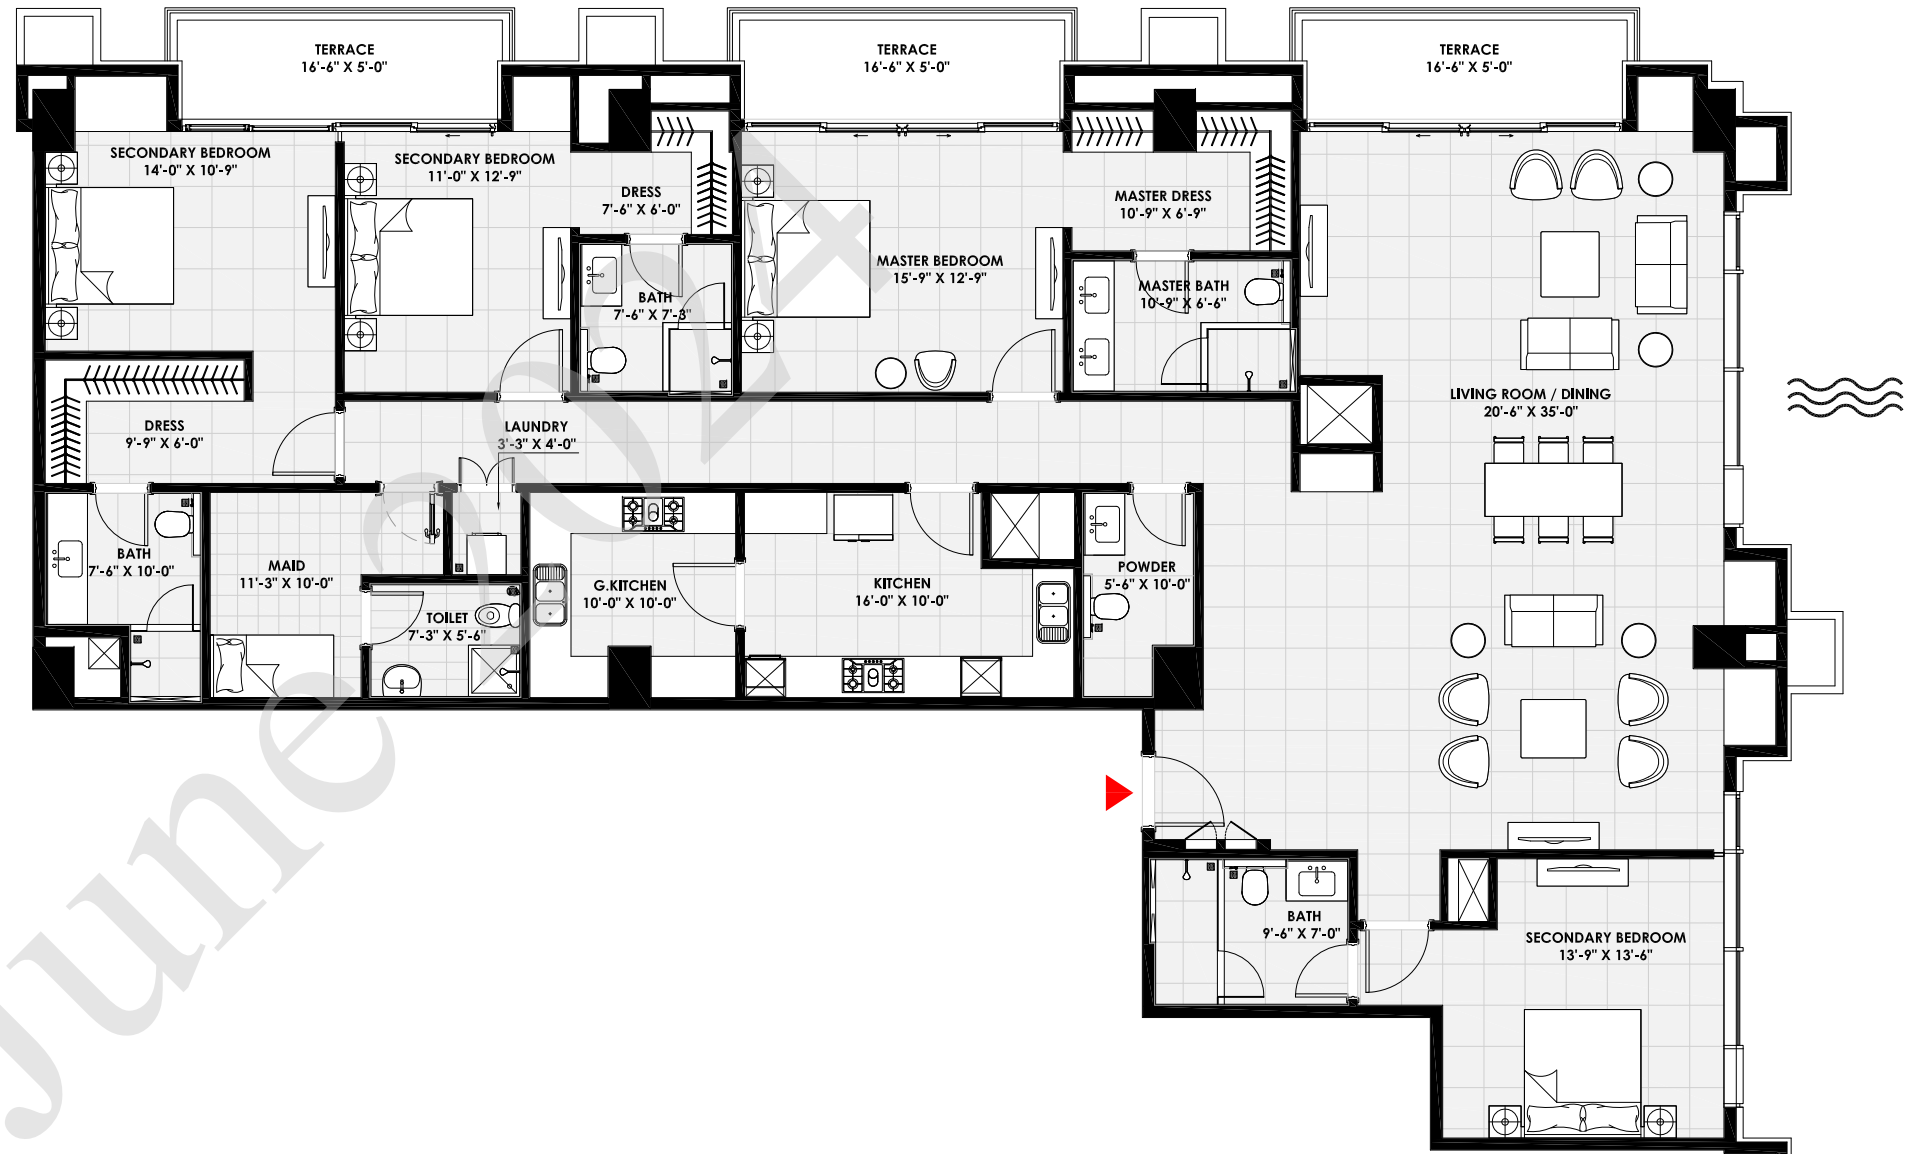 TERRACE
16'-6" X 5'-0"
TERRACE
16'-6" X 5'-0"
TERRACE
16'-6" X 5'-0"
SECONDARY BEDROOM
14'-0" X 10'-9"
SECONDARY BEDROOM
11'-0" X 12'-9"
DRESS
7'-6" X 6'-0"
MASTER DRESS
10'-9" X 6'-9"
MASTER BEDROOM
15'-9" X 12'-9"
BATH
7'-6" X 7'-3"
MASTER BATH
10'-9" X 6'-6"
LIVING ROOM / DINING
20'-6" X 35'-0"
DRESS
9'-9" X 6'-0"
LAUNDRY
3'-3" X 4'-0"
BATH
7'-6" X 10'-0"
MAID
11'-3" X 10'-0"
TOILET
7'-3" X 5'-6"
G.KITCHEN
10'-0" X 10'-0"
KITCHEN
16'-0" X 10'-0"
POWDER
5'-6" X 10'-0"
BATH
9'-6" X 7'-0"
SECONDARY BEDROOM
13'-9" X 13'-6"
June 2024